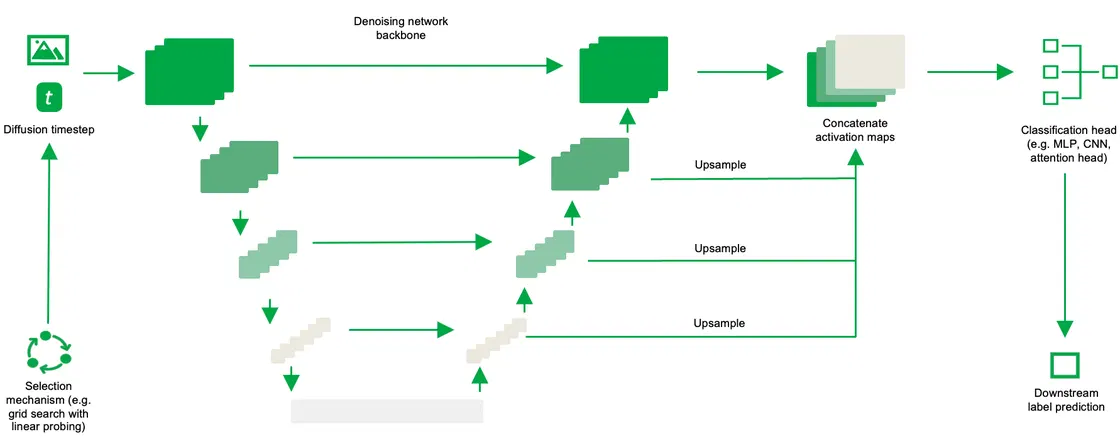 Denoising network
backbone
t
Diffusion timestep
Concatenate
activation maps
Classification head
(e.g. MLP, CNN,
attention head)
Upsample
Upsample
Upsample
Selection
mechanism (e.g.
grid search with
linear probing)
Downstream
label prediction